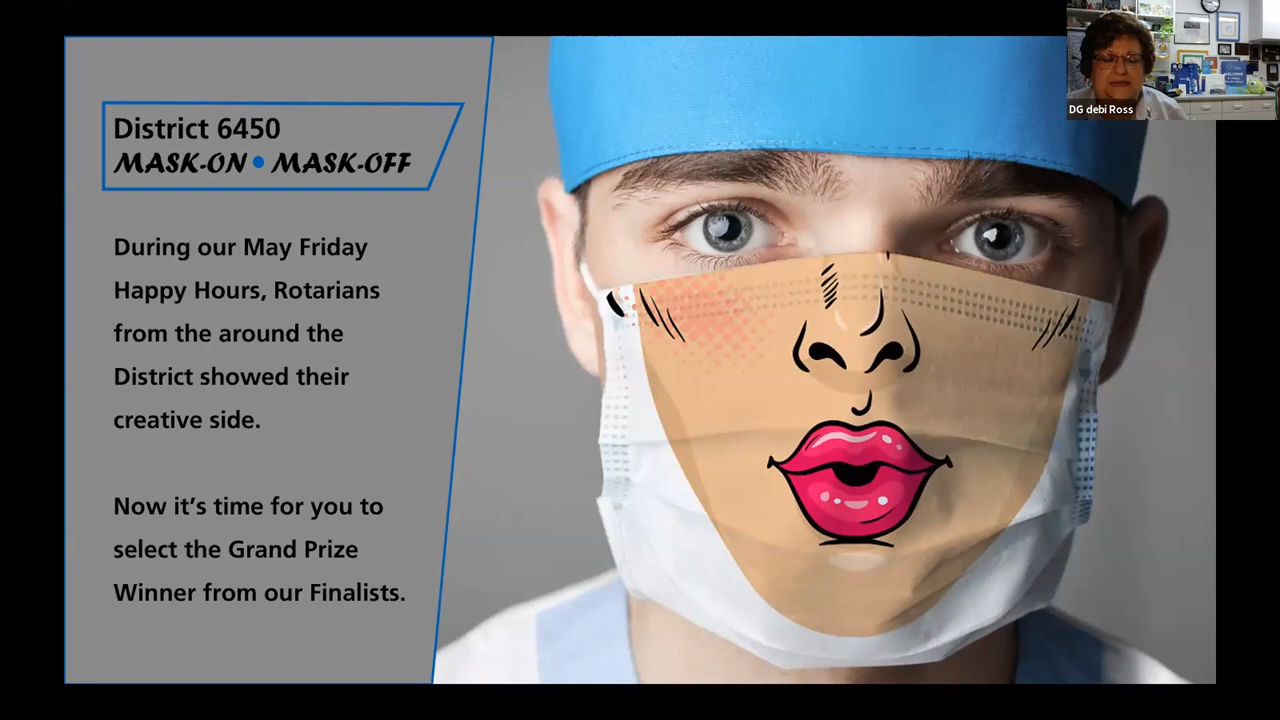 District 6450
MASK-ON • MASK-OFF
During our May Friday
Happy Hours, Rotarians
from the around the
District showed their
creative side.
Now it's time for you to
select the Grand Prize
Winner from our Finalists.
DG debi Ross